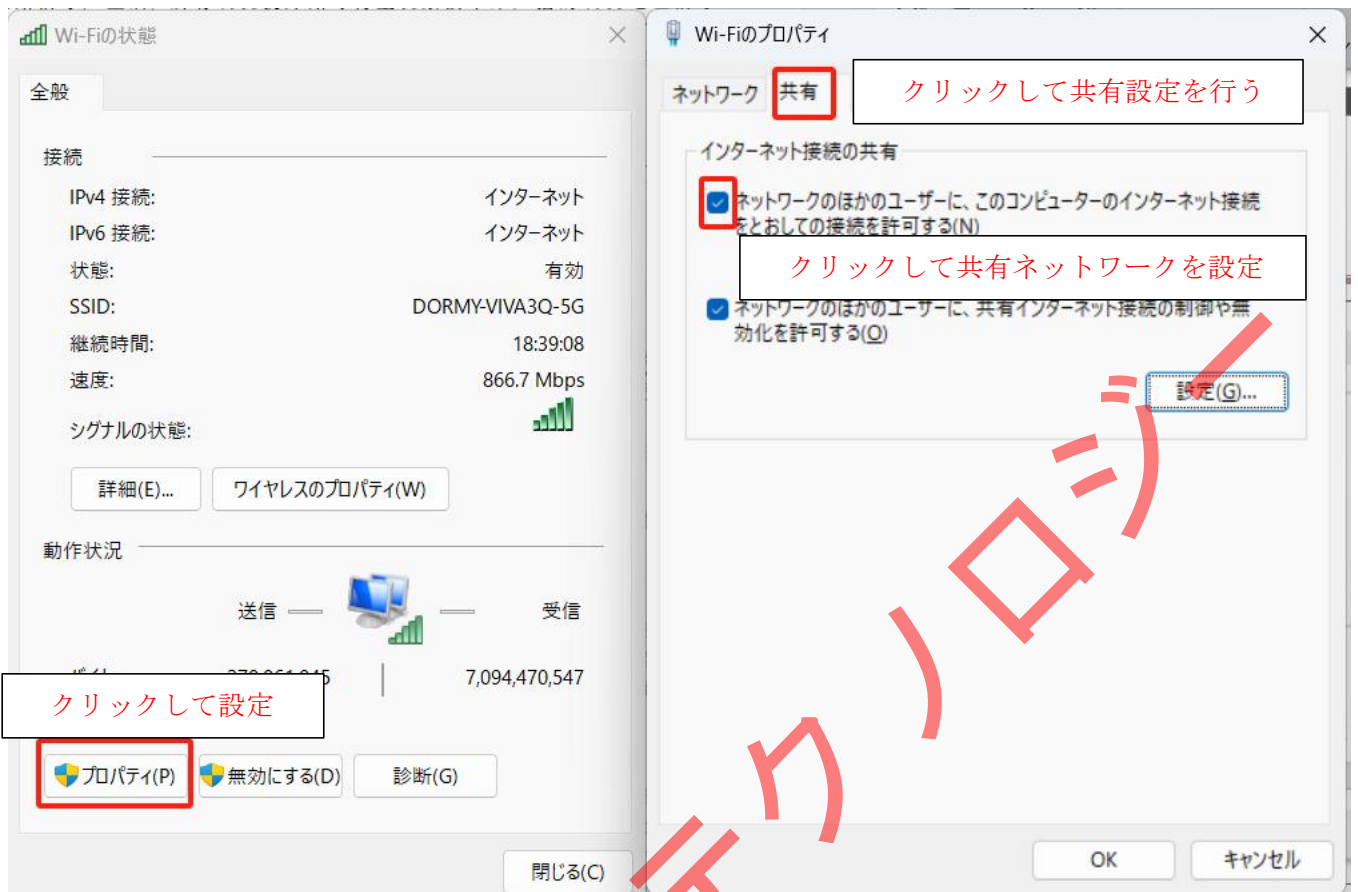 Wi-Fiの状態
全般
接続
IPv4 接続: インターネット
IPv6 接続: インターネット
状態: 有効
SSID: DORMY-VIVA3Q-5G
継続時間: 18:39:08
速度: 866.7 Mbps
シグナルの状態:
詳細(E)... ワイヤレスのプロパティ(W)
動作状況
送信 受信
7,094,470,547
クリックして設定
プロパティ(P) 無効にする(D) 診断(G)
閉じる(C)
Wi-Fiのプロパティ
ネットワーク 共有
クリックして共有設定を行う
インターネット接続の共有
ネットワークのほかのユーザーに、このコンピューターのインターネット接続
をとおしての接続を許可する(N)
クリックして共有ネットワークを設定
ネットワークのほかのユーザーに、共有インターネット接続の制御や無
効化を許可する(O)
設定(G)...
OK キャンセル
テクノロジー